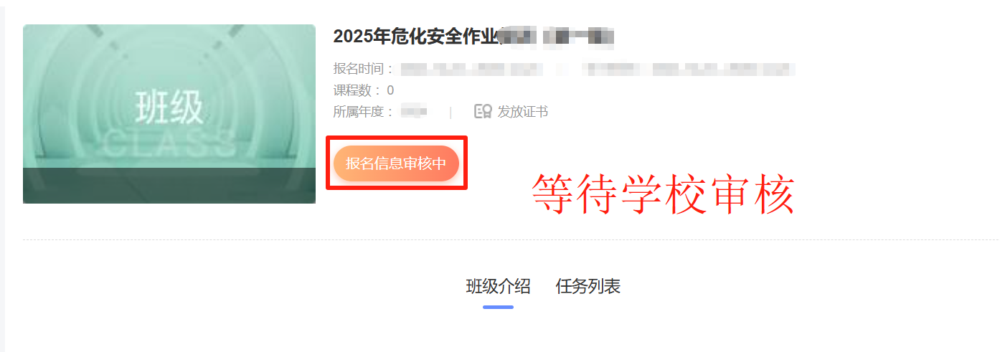 2025年危化安全作业
报名时间：
课程数： 0
所属年度： | 发放证书
班级
CLASS
报名信息审核中
等待学校审核
班级介绍 任务列表